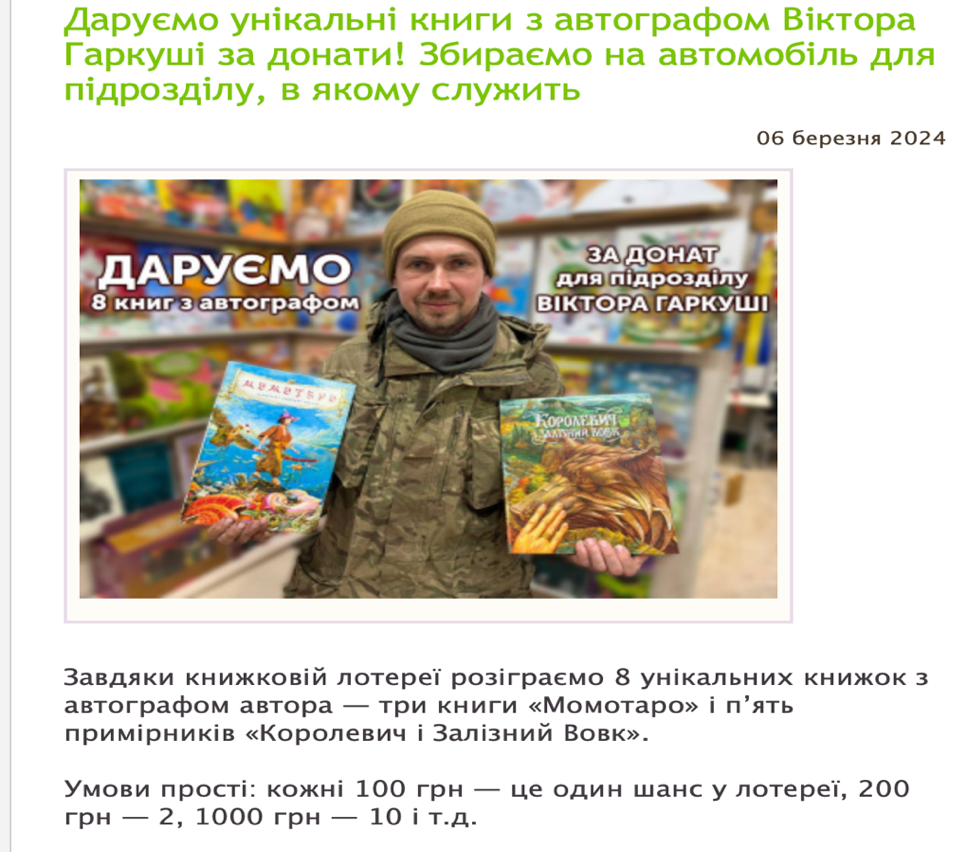 Даруємо унікальні книги з автографом Віктора
Гаркуші за донати! Збираємо на автомобіль для
підрозділу, в якому служить
06 березня 2024
ДАРУЄМО
8 книг з автографом
ЗА ДОНАТ
для підрозділу
ВІКТОРА ГАРКУШІ
МОМОТАРО
КОРОЛЕВИЧ
ЗАЛІЗНИЙ ВОВК
Завдяки книжковій лотереї розіграємо 8 унікальних книжок з
автографом автора — три книги «Момотаро» і п’ять
примірників «Королевич і Залізний Вовк».
Умови прості: кожні 100 грн — це один шанс у лотереї, 200
грн — 2, 1000 грн — 10 і т.д.